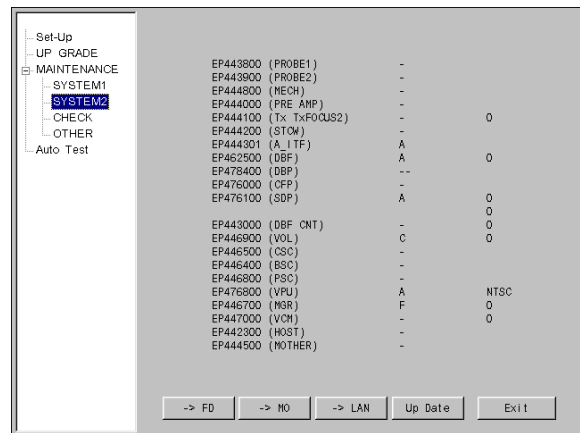 Set-Up
UP GRADE
MAINTENANCE
SYSTEM1
SYSTEM2
CHECK
OTHER
Auto Test
EP443800 (PROBE1) -
EP443900 (PROBE2) -
EP444800 (MECH) -
EP444000 (PRE AMP) -
EP444100 (Tx TxFOCUS2) - 0
EP444200 (STCW) -
EP444301 (A_ITF) A
EP462500 (DBF) A 0
EP478400 (DBP) --
EP476000 (CFP) -
EP476100 (SDP) A 0
0
EP443000 (DBF CNT) - 0
EP446900 (VOL) C 0
EP446500 (CSC) -
EP446400 (BSC) -
EP446800 (PSC) -
EP476800 (VPU) A NTSC
EP446700 (MGR) F 0
EP447000 (VCM) - 0
EP442300 (HOST) -
EP444500 (MOTHER) -
-> FD -> MO -> LAN Up Date Exit